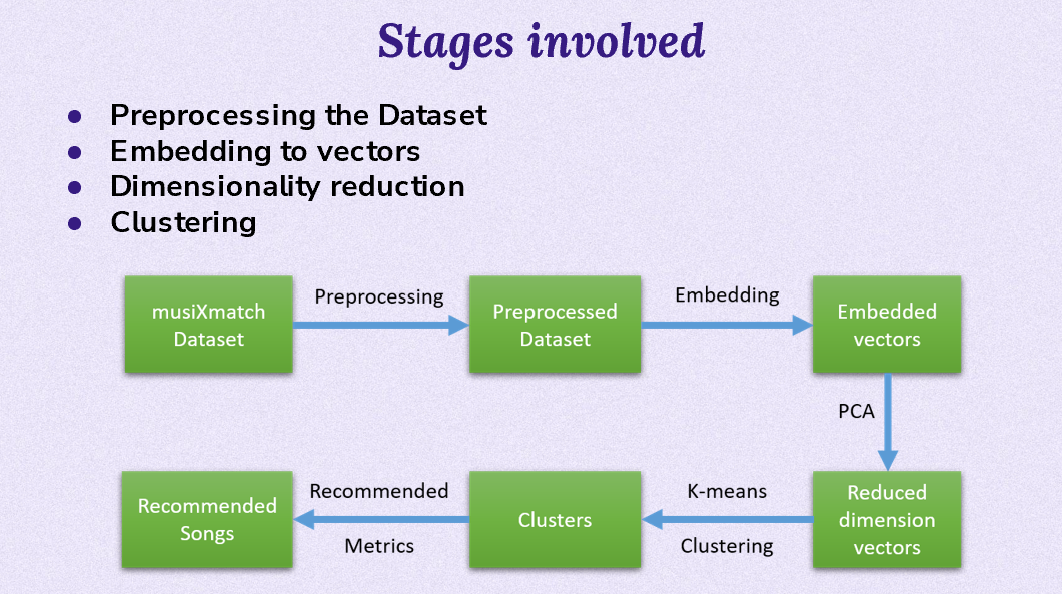 Stages involved
● Preprocessing the Dataset
● Embedding to vectors
● Dimensionality reduction
● Clustering
musiXmatch
Dataset
Preprocessing
Preprocessed
Dataset
Embedding
Embedded
vectors
PCA
Reduced
dimension
vectors
K-means
Clustering
Clusters
Recommended
Metrics
Recommended
Songs